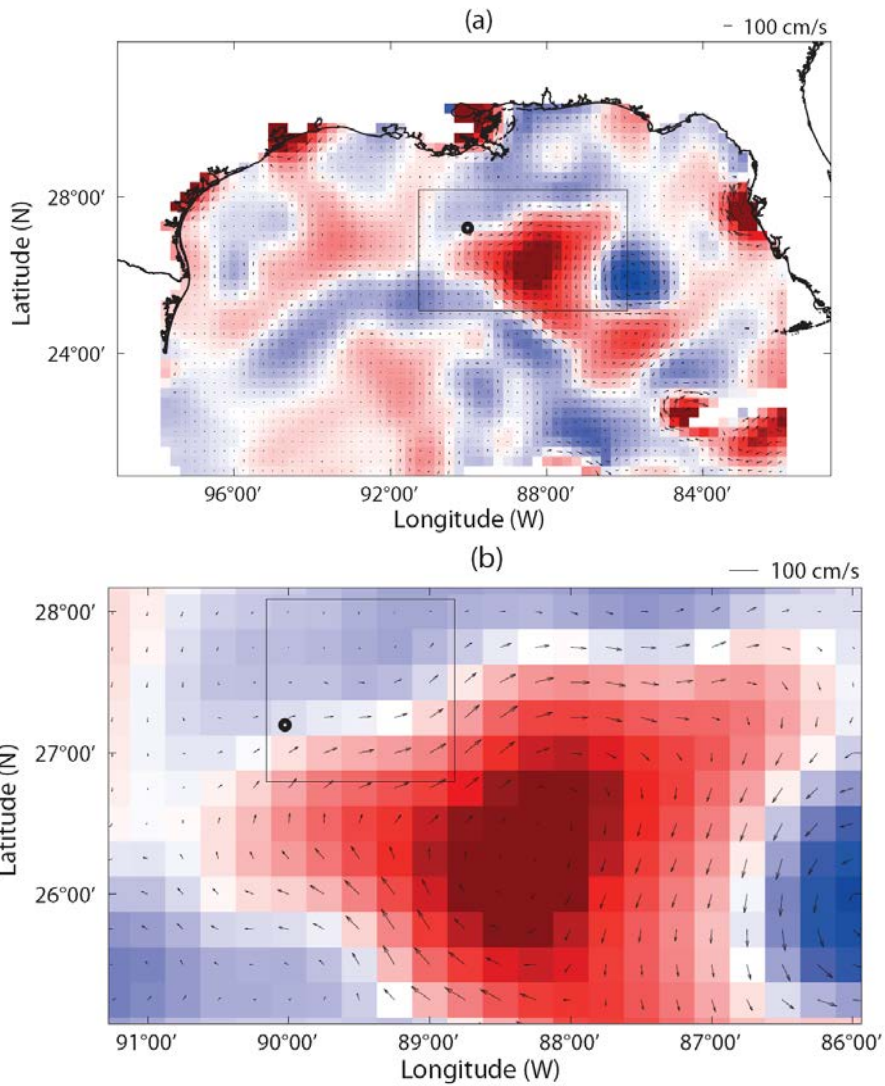 (a)
– 100 cm/s
Latitude (N)
28°00′
24°00′
96°00′ 92°00′ 88°00′ 84°00′
Longitude (W)
(b)
— 100 cm/s
Latitude (N)
28°00′
27°00′
26°00′
91°00′ 90°00′ 89°00′ 88°00′ 87°00′ 86°00′
Longitude (W)